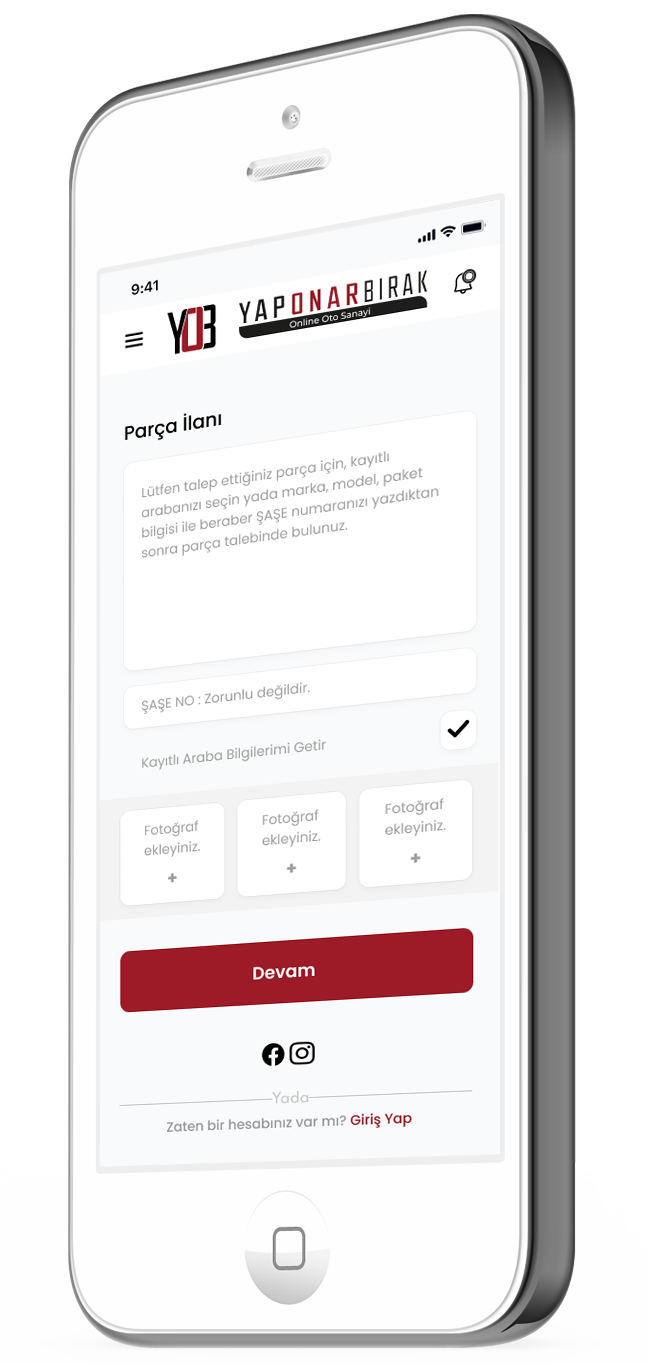 9:41
YOB
YAPONARBIRAK
Online Oto Sanayi
Parça İlanı
Lütfen talep ettiğiniz parça için, kayıtlı
arabanızı seçin yada marka, model, paket
bilgisi ile beraber ŞAŞE numaranızı yazdıktan
sonra parça talebinde bulunuz.
ŞAŞE NO : Zorunlu değildir.
Kayıtlı Araba Bilgilerimi Getir
Fotoğraf
ekleyiniz.
+
Fotoğraf
ekleyiniz.
+
Fotoğraf
ekleyiniz.
+
Devam
Yada
Zaten bir hesabınız var mı? Giriş Yap